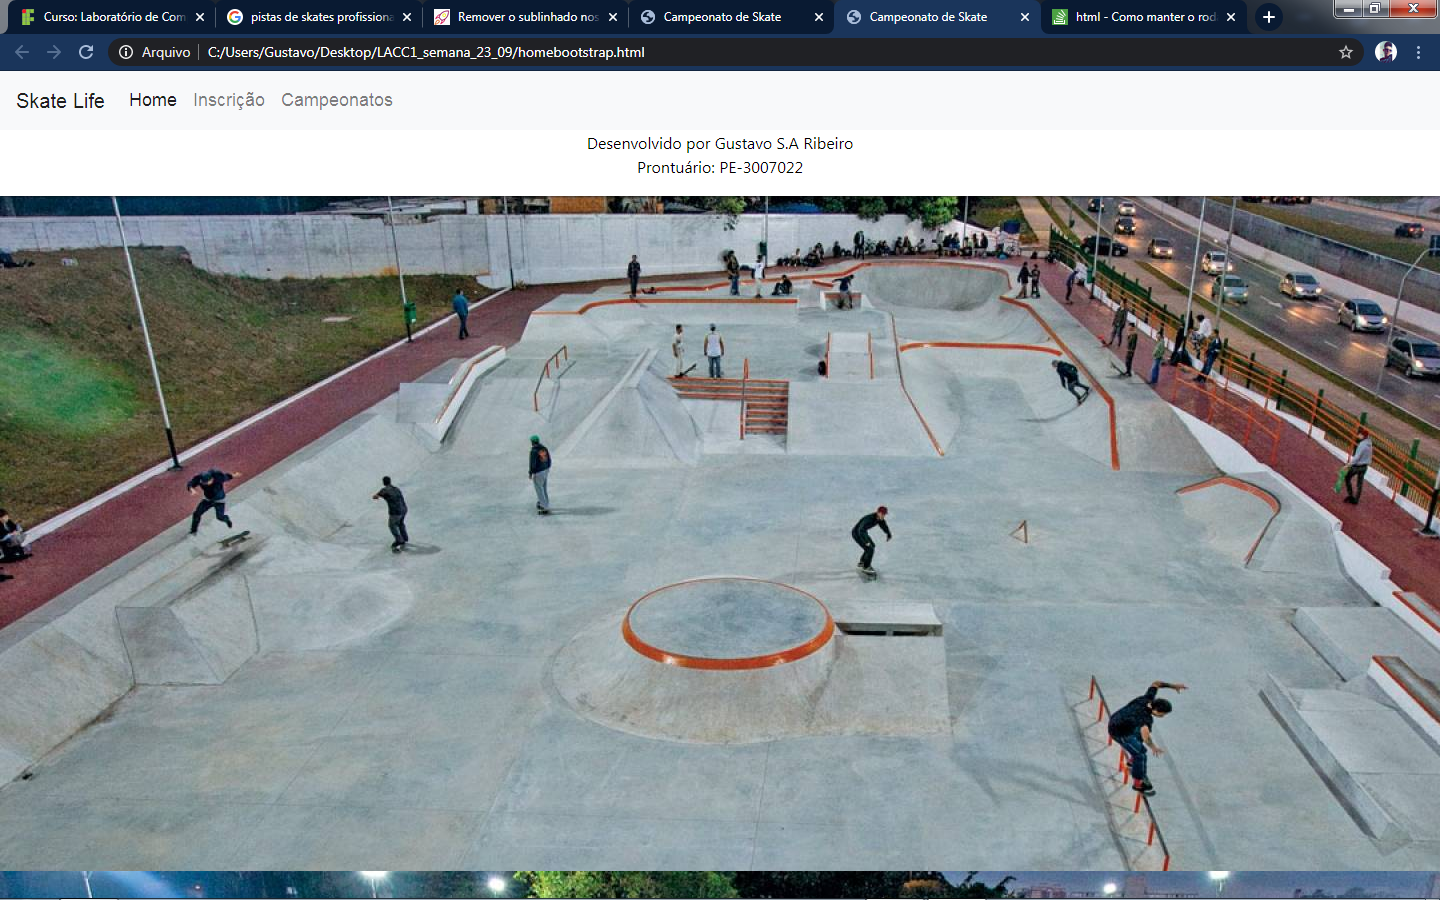 Curso: Laboratório de Com
pistas de skates profissiona
Remover o sublinhado nos
Campeonato de Skate
Campeonato de Skate
html - Como manter o rod
Arquivo
C:/Users/Gustavo/Desktop/LACC1_semana_23_09/homebootstrap.html
Skate Life Home Inscrição Campeonatos
Desenvolvido por Gustavo S.A Ribeiro
Prontuário: PE-3007022